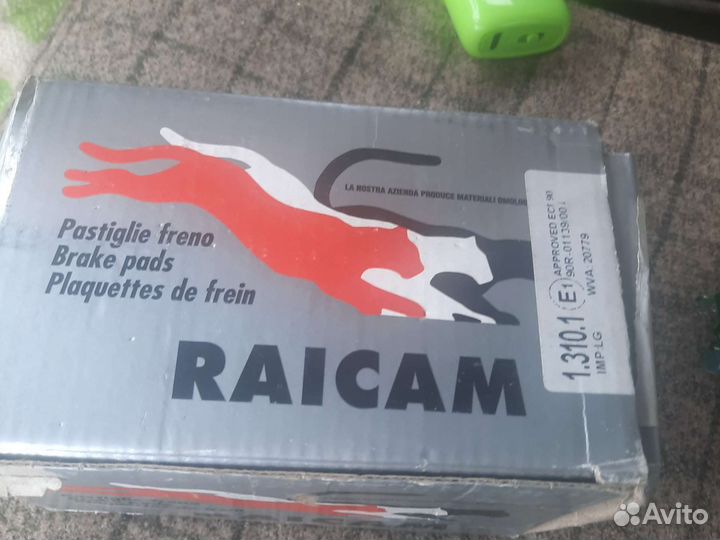 LA NOSTRA AZIENDA PRODUCE MATERIALI OMOLOG
Pastiglie freno
Brake pads
Plaquettes de frein
RAICAM
1.310.1
IMP:LG
E1
APPROVED ECE 90
90R-01139/00
WVA: 20779
Avito